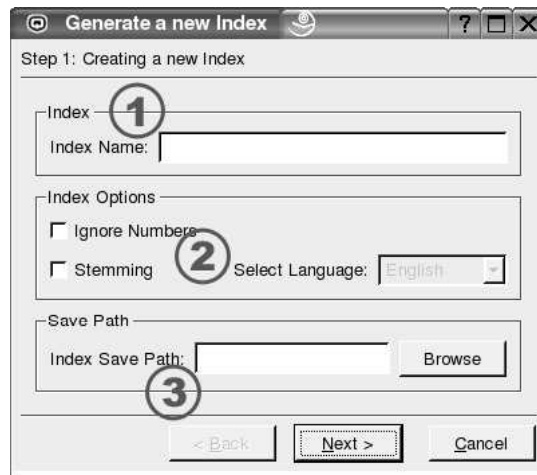 Generate a new Index ?
Step 1: Creating a new Index
Index 1
Index Name:
Index Options
Ignore Numbers
Stemming 2 Select Language: English
Save Path
Index Save Path: Browse
3
< Back Next > Cancel